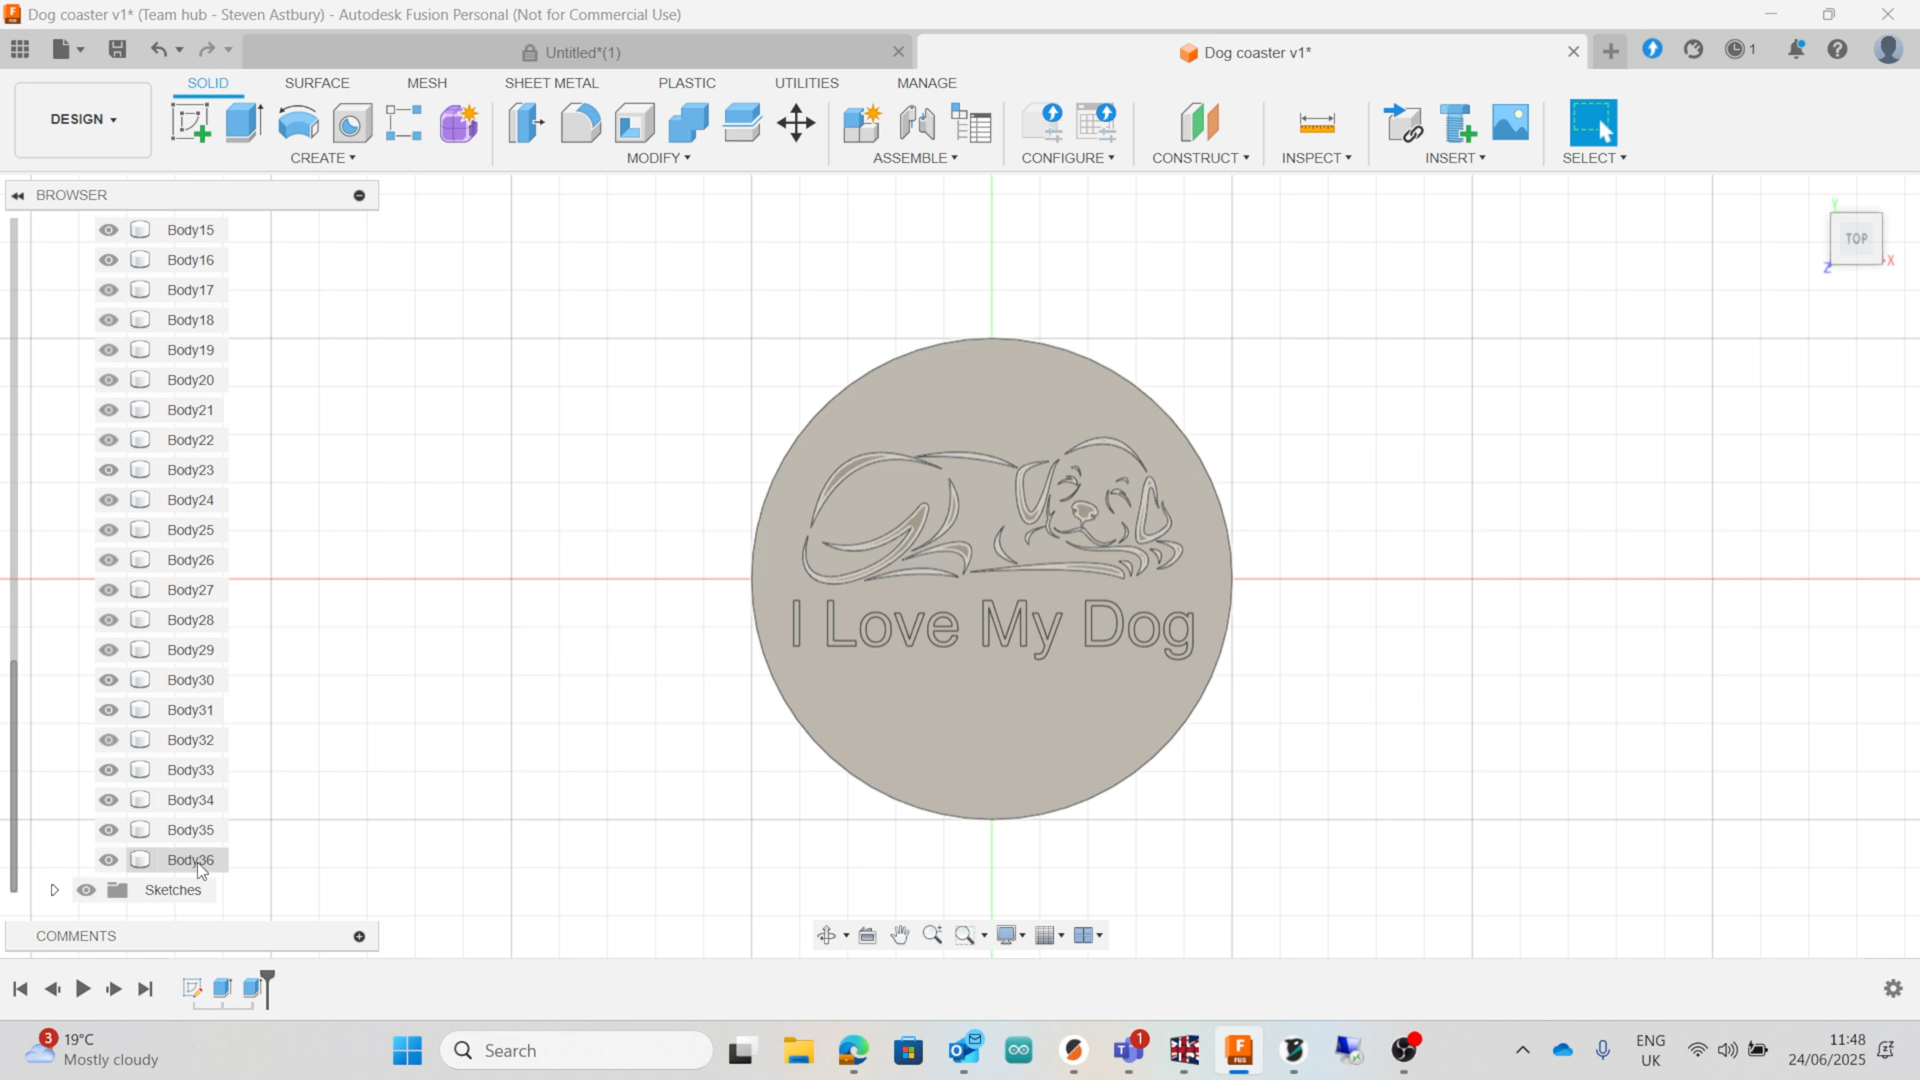 Dog coaster v1* (Team hub - Steven Astbury) - Autodesk Fusion Personal (Not for Commercial Use)
Untitled*(1)
Dog coaster v1*
1
DESIGN
SOLID
SURFACE
MESH
SHEET METAL
PLASTIC
UTILITIES
MANAGE
CREATE
MODIFY
ASSEMBLE
CONFIGURE
CONSTRUCT
INSPECT
INSERT
SELECT
BROWSER
Body15
Body16
Body17
Body18
Body19
Body20
Body21
Body22
Body23
Body24
Body25
Body26
Body27
Body28
Body29
Body30
Body31
Body32
Body33
Body34
Body35
Body36
Sketches
COMMENTS
Y
TOP
X
Z
I Love My Dog
3
19°C
Mostly cloudy
Search
1
F
FUS
ENG
UK
11:48
24/06/2025